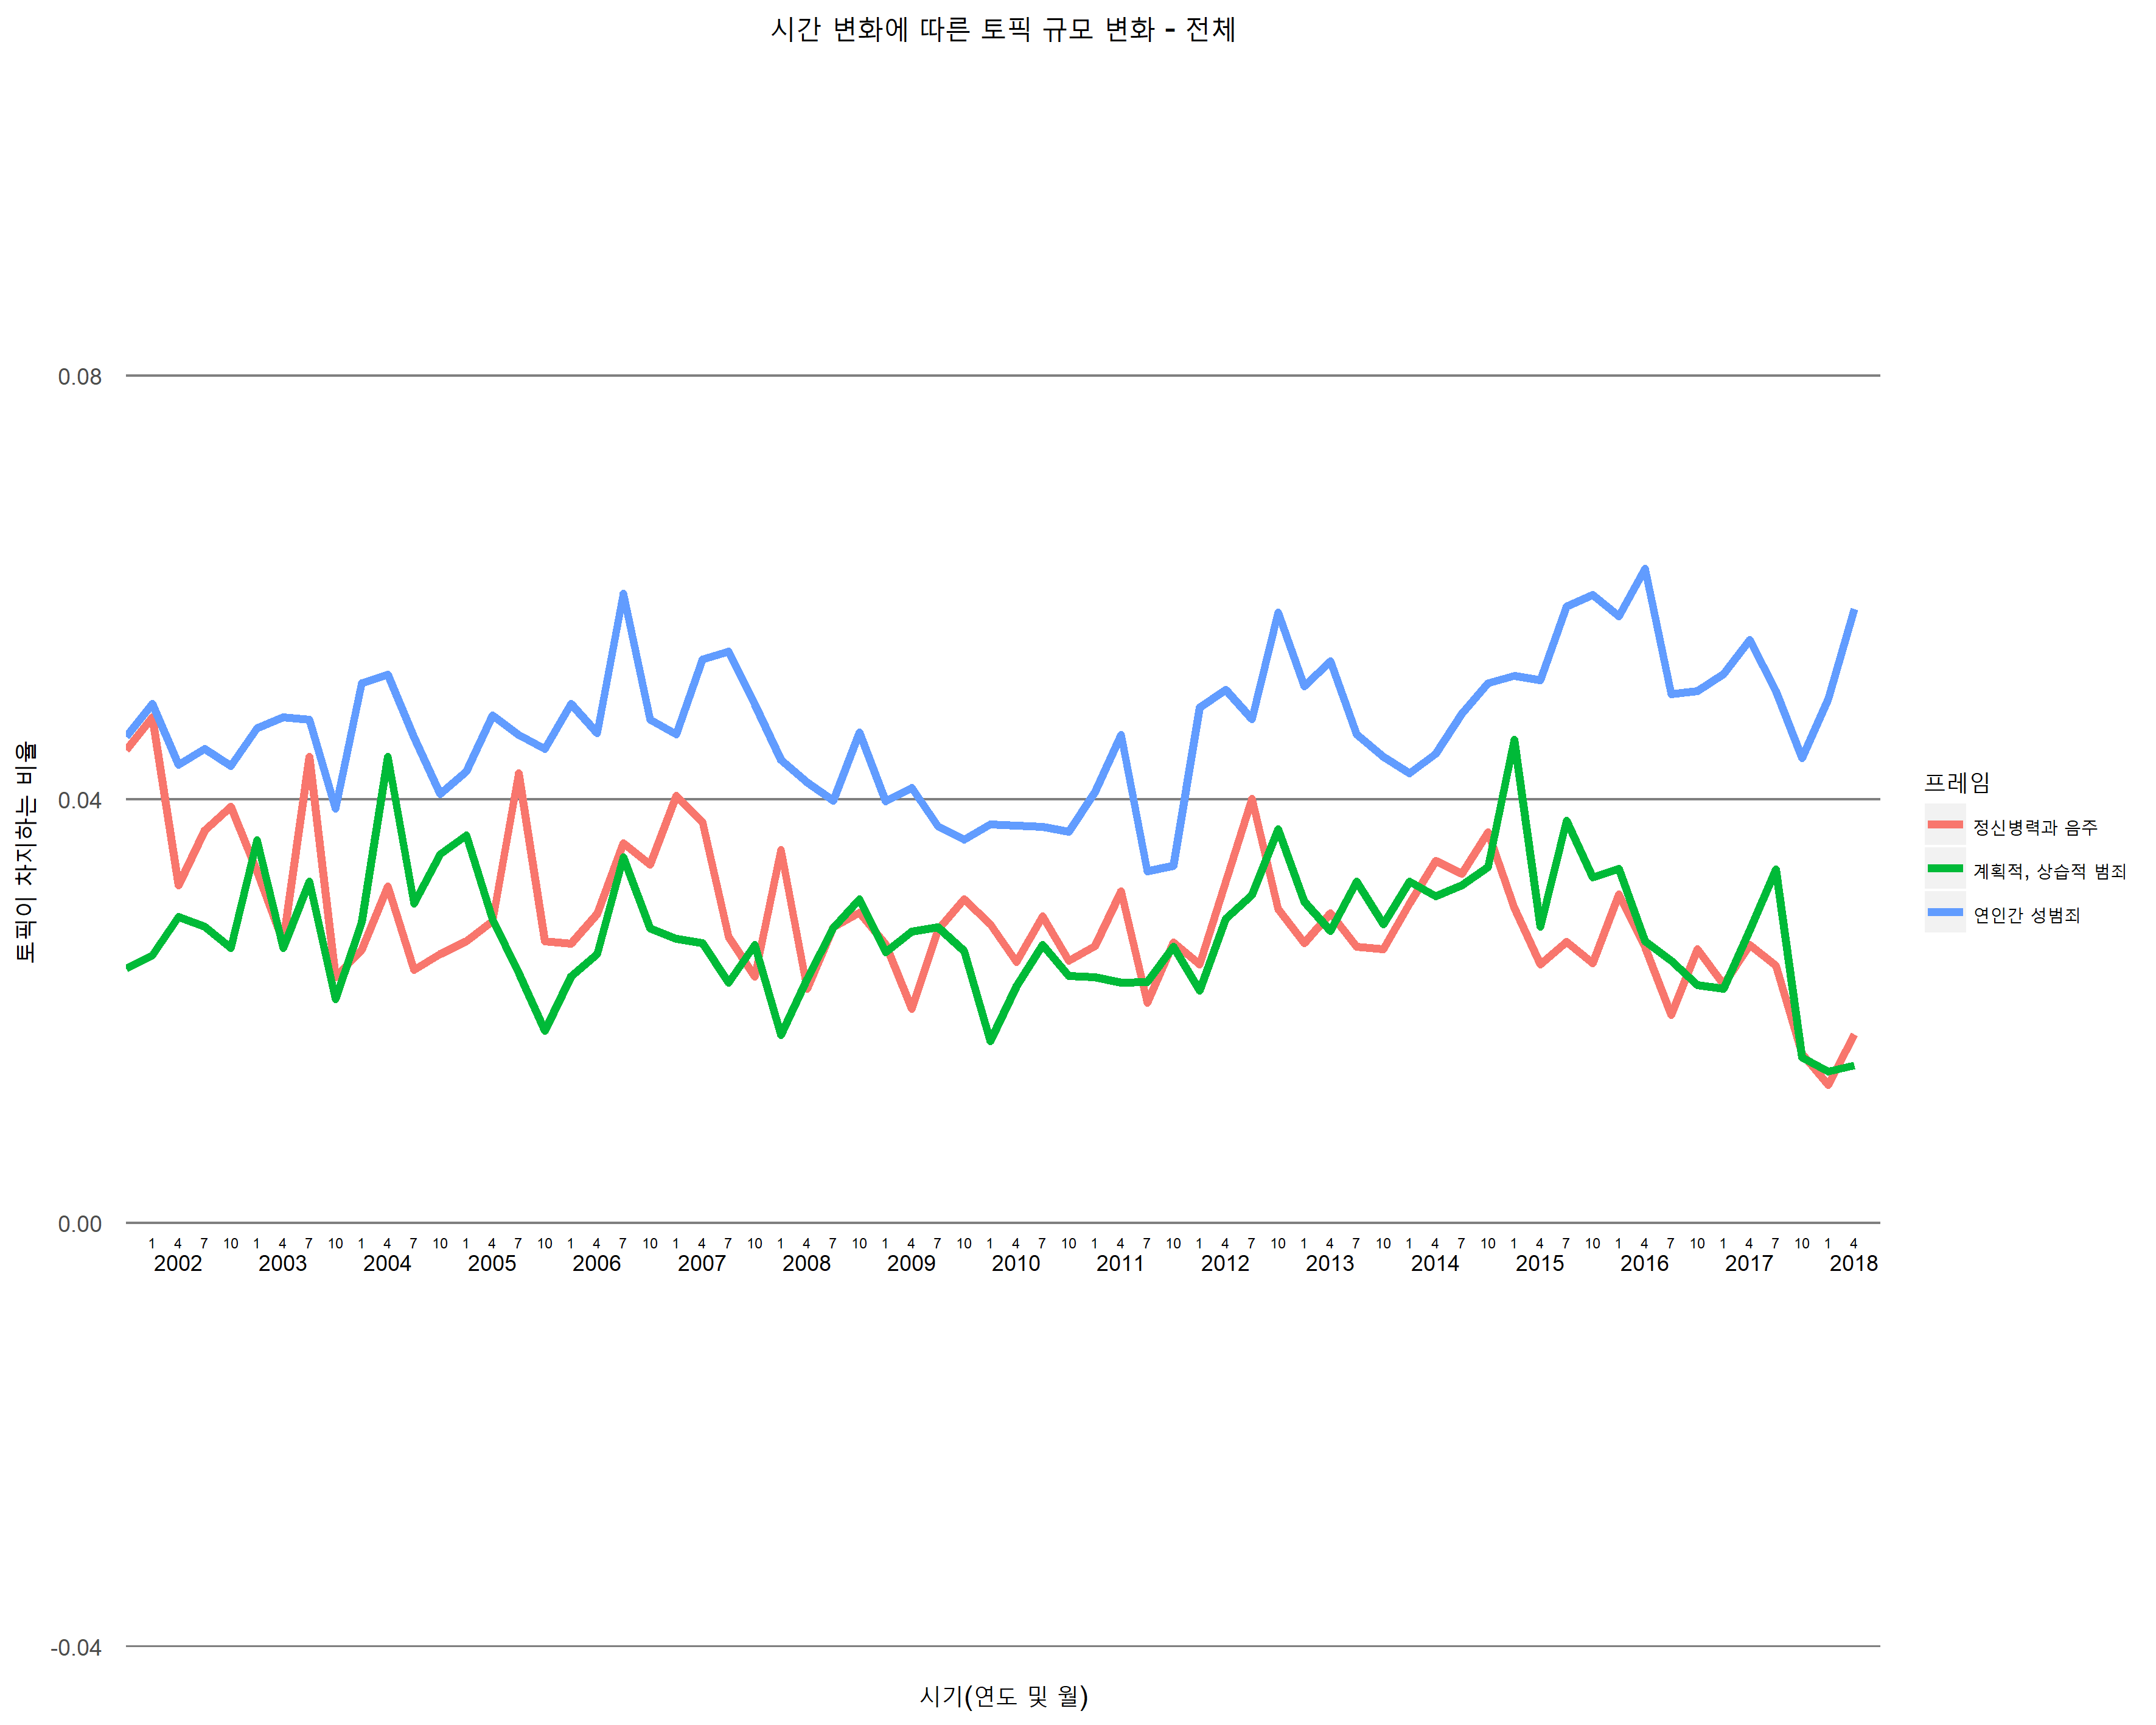 시간 변화에 따른 토픽 규모 변화 - 전체
토픽이 차지하는 비율
0.08
0.04
0.00
-0.04
1 4 7 10 1 4 7 10 1 4 7 10 1 4 7 10 1 4 7 10 1 4 7 10 1 4 7 10 1 4 7 10 1 4 7 10 1 4 7 10 1 4 7 10 1 4 7 10 1 4 7 10 1 4 7 10 1 4 7 10 1 4 7 10 1 4
2002 2003 2004 2005 2006 2007 2008 2009 2010 2011 2012 2013 2014 2015 2016 2017 2018
시기(연도 및 월)
프레임
정신병력과 음주
계획적, 상습적 범죄
연인간 성범죄